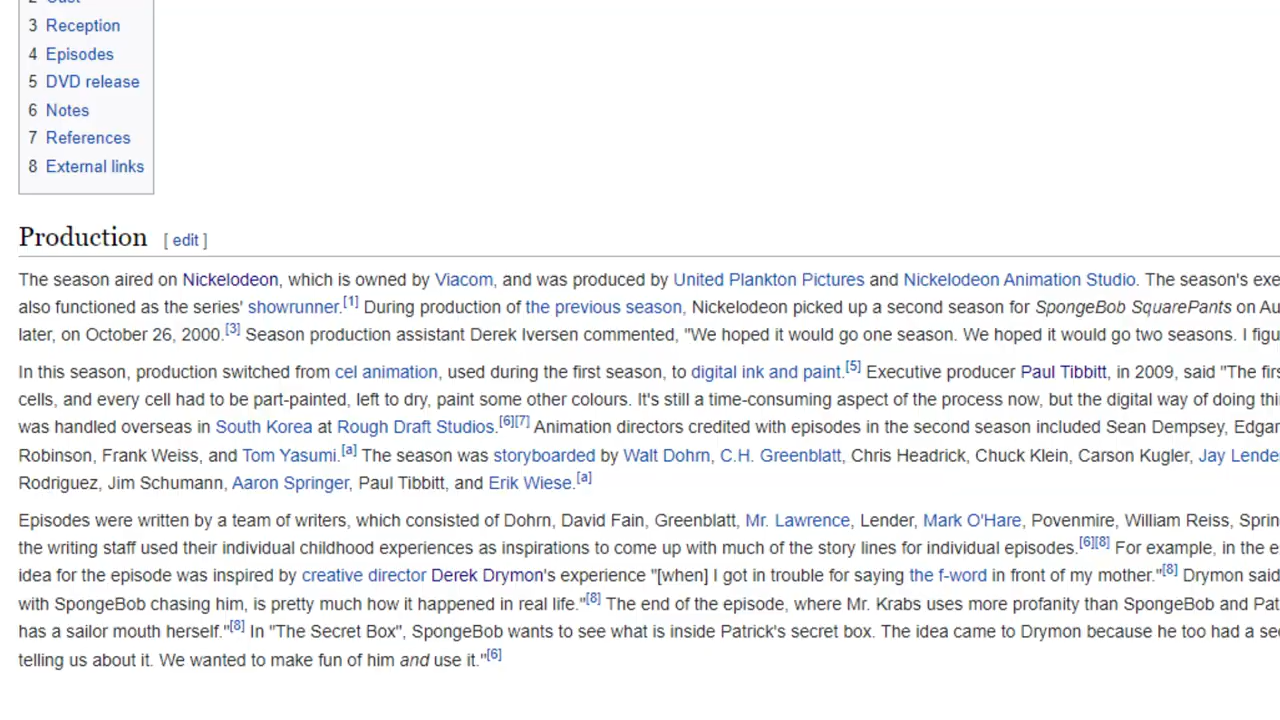 3 Reception
4 Episodes
5 DVD release
6 Notes
7 References
8 External links
Production [ edit ]
The season aired on Nickelodeon, which is owned by Viacom, and was produced by United Plankton Pictures and Nickelodeon Animation Studio. The season's exe
also functioned as the series' showrunner.[1] During production of the previous season, Nickelodeon picked up a second season for SpongeBob SquarePants on Au
later, on October 26, 2000.[3] Season production assistant Derek Iversen commented, "We hoped it would go one season. We hoped it would go two seasons. I figu
In this season, production switched from cel animation, used during the first season, to digital ink and paint.[5] Executive producer Paul Tibbitt, in 2009, said "The firs
cells, and every cell had to be part-painted, left to dry, paint some other colours. It's still a time-consuming aspect of the process now, but the digital way of doing thi
was handled overseas in South Korea at Rough Draft Studios.[6][7] Animation directors credited with episodes in the second season included Sean Dempsey, Edgar
Robinson, Frank Weiss, and Tom Yasumi.[a] The season was storyboarded by Walt Dohrn, C.H. Greenblatt, Chris Headrick, Chuck Klein, Carson Kugler, Jay Lende
Rodriguez, Jim Schumann, Aaron Springer, Paul Tibbitt, and Erik Wiese.[a]
Episodes were written by a team of writers, which consisted of Dohrn, David Fain, Greenblatt, Mr. Lawrence, Lender, Mark O'Hare, Povenmire, William Reiss, Sprin
the writing staff used their individual childhood experiences as inspirations to come up with much of the story lines for individual episodes.[6][8] For example, in the e
idea for the episode was inspired by creative director Derek Drymon's experience "[when] I got in trouble for saying the f-word in front of my mother."[8] Drymon said
with SpongeBob chasing him, is pretty much how it happened in real life."[8] The end of the episode, where Mr. Krabs uses more profanity than SpongeBob and Pat
has a sailor mouth herself."[8] In "The Secret Box", SpongeBob wants to see what is inside Patrick's secret box. The idea came to Drymon because he too had a se
telling us about it. We wanted to make fun of him and use it."[6]